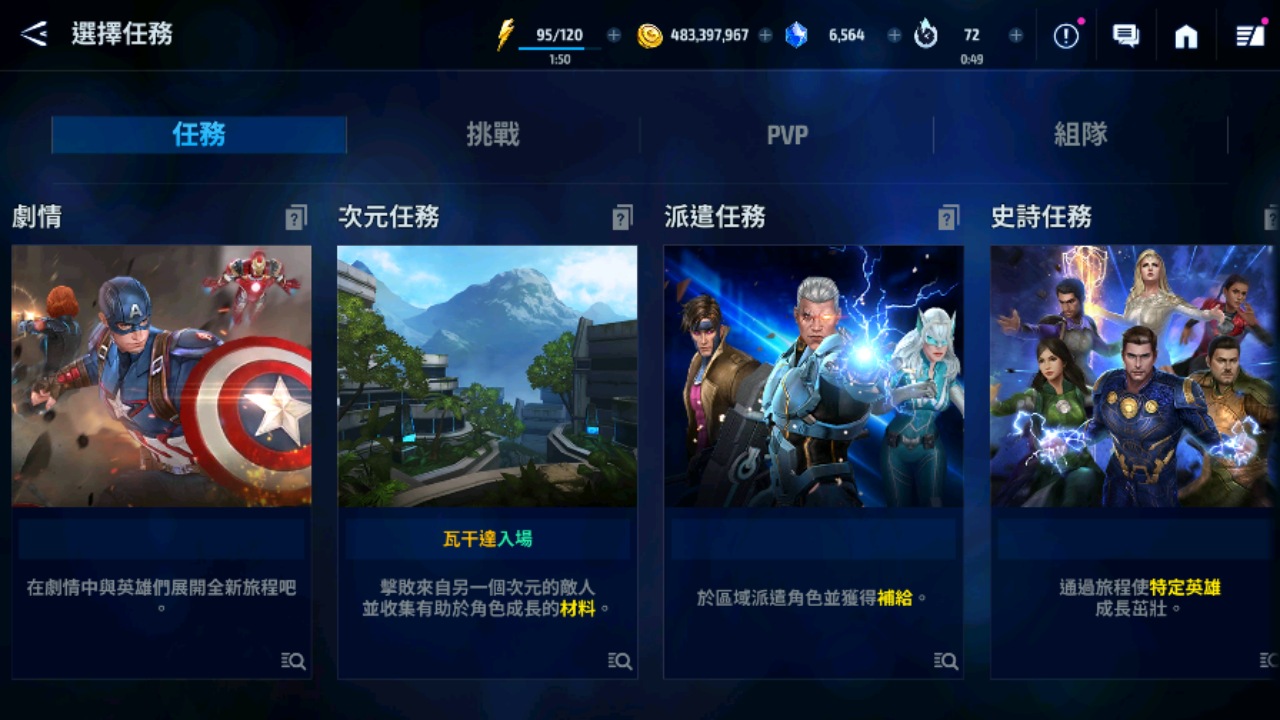 選擇任務
95/120
1:50
483,397,967
6,564
72
0:49
任務
挑戰
PVP
組隊
劇情
次元任務
派遣任務
史詩任務
在劇情中與英雄們展開全新旅程吧
。
瓦干達入場
擊敗來自另一個次元的敵人
並收集有助於角色成長的材料。
於區域派遣角色並獲得補給。
通過旅程使特定英雄
成長茁壯。